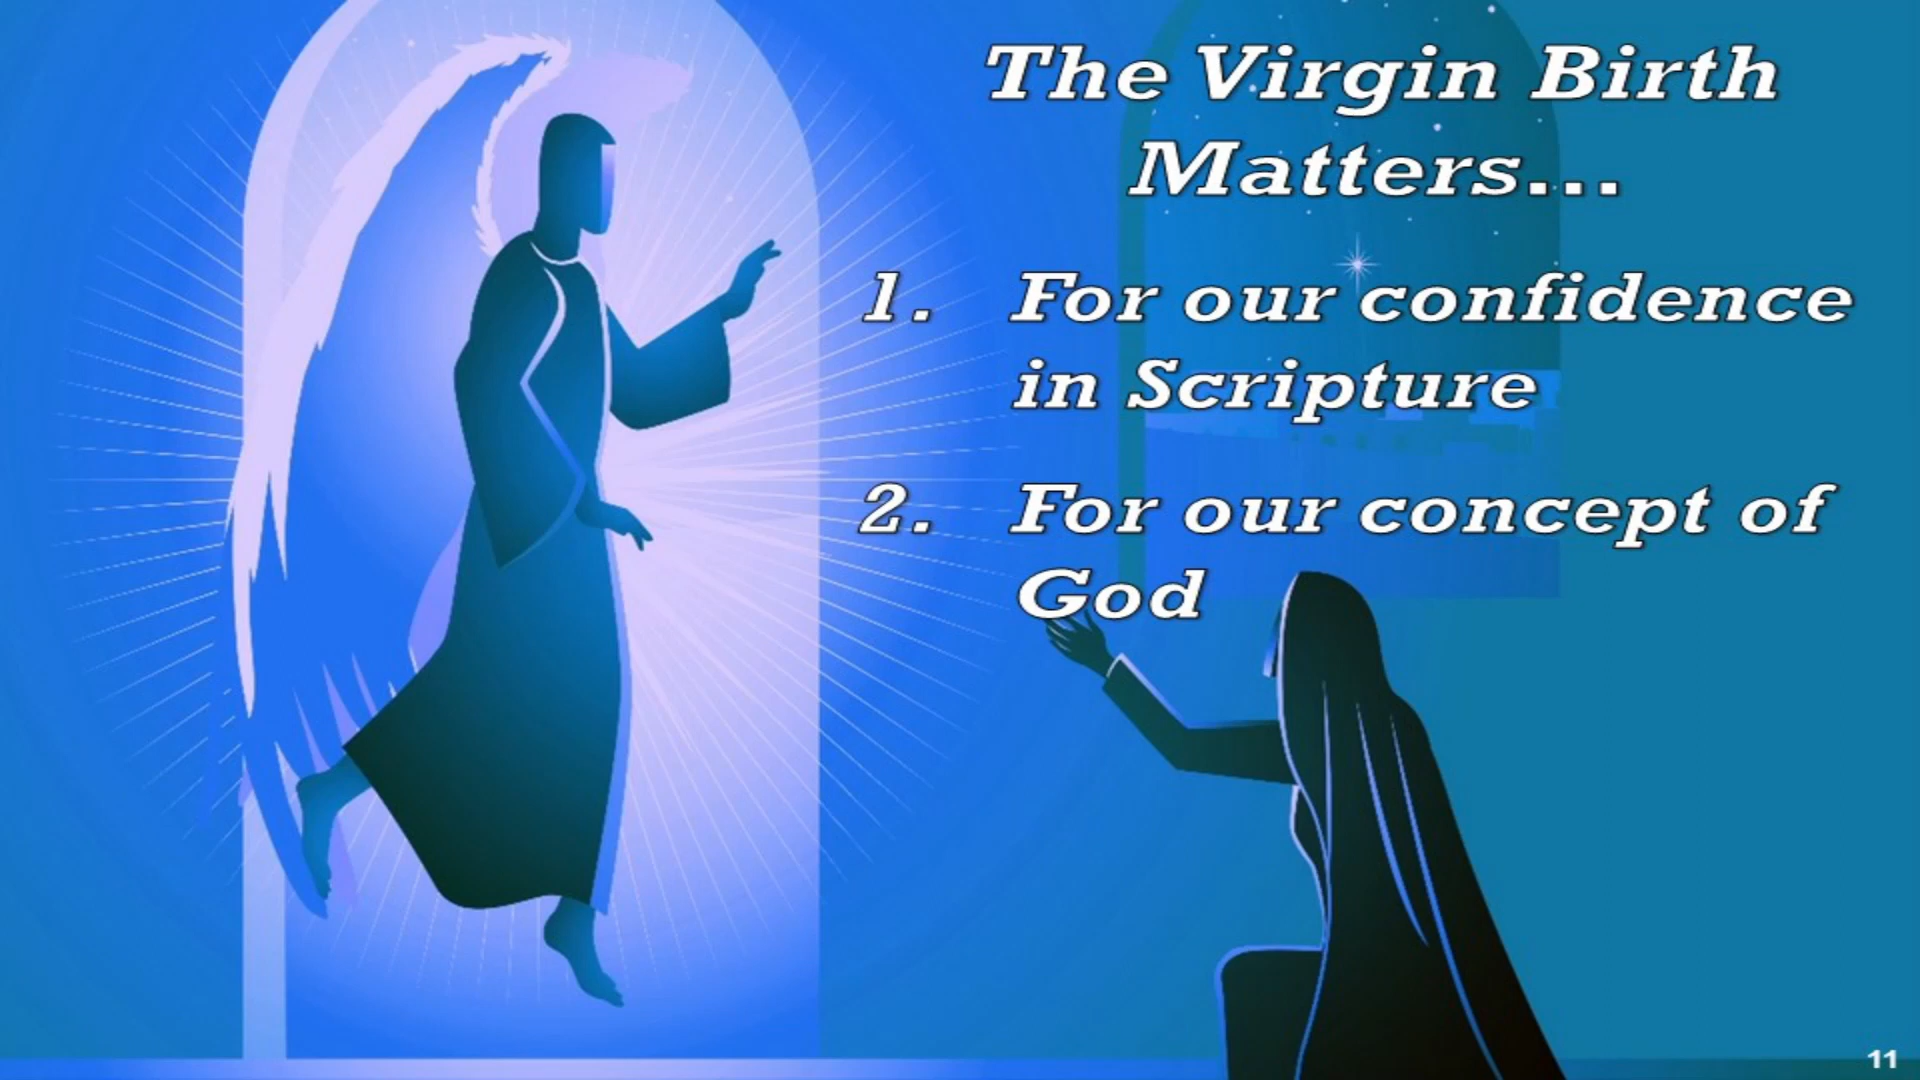 The Virgin Birth
Matters...
1. For our confidence
in Scripture
2. For our concept of
God
11